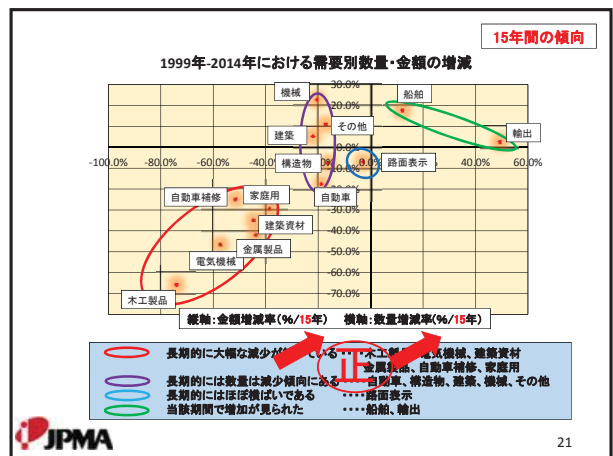 15年間の傾向
1999年-2014年における需要別数量・金額の増減
30.0%
20.0%
10.0%
0.0%
-100.0% -80.0% -60.0% -40.0% -20.0% 0.0% 20.0% 40.0% 60.0%
-10.0%
-20.0%
-30.0%
-40.0%
-50.0%
-60.0%
-70.0%
機械
船舶
その他
建築
輸出
構造物
路面表示
自動車補修
家庭用
自動車
建築資材
金属製品
電気機械
木工製品
縦軸:金額増減率(%/15年) 横軸:数量増減率(%/15年)
長期的に大幅な減少が ている ････木工製 電気機械、建築資材
金属製品、自動車補修、家庭用
正
長期的には数量は減少傾向にある ････自動車、構造物、建築、機械、その他
長期的にはほぼ横ばいである ････路面表示
当該期間で増加が見られた ････船舶、輸出
JPMA
21